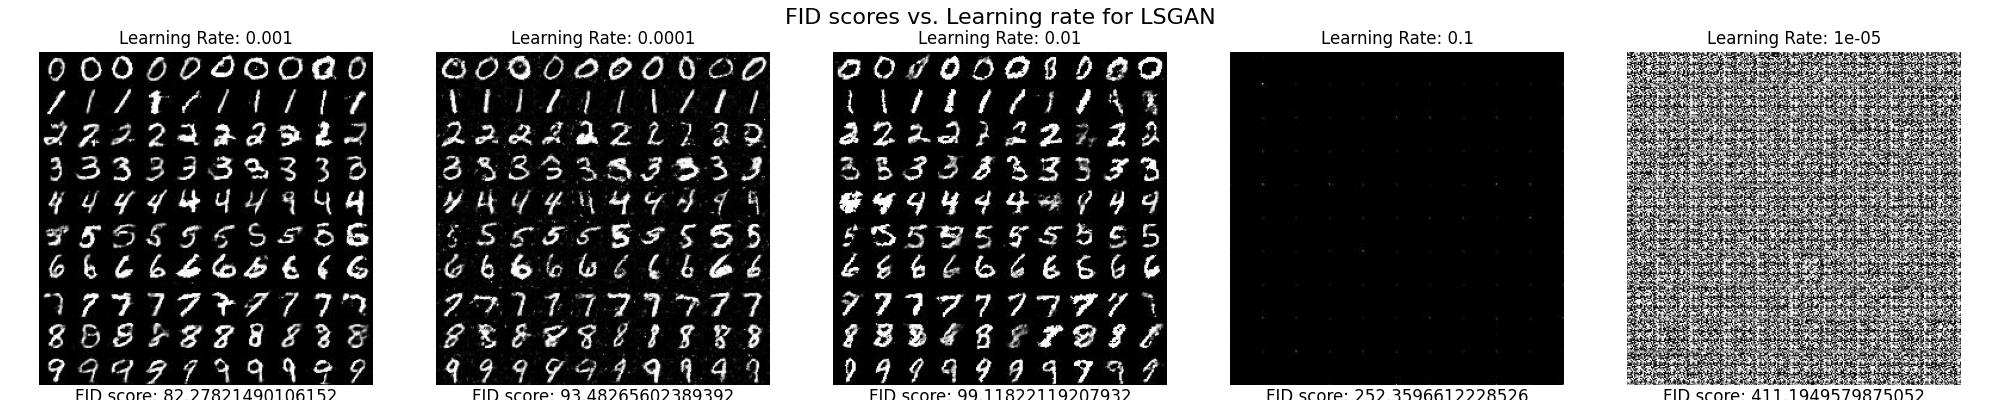 FID scores vs. Learning rate for LSGAN
Learning Rate: 0.001
Learning Rate: 0.0001
Learning Rate: 0.01
Learning Rate: 0.1
Learning Rate: 1e-05
FID score: 82.27821490106152
FID score: 93.48265602389392
FID score: 99.11822119207932
FID score: 252.3596612228526
FID score: 411.1949579875052